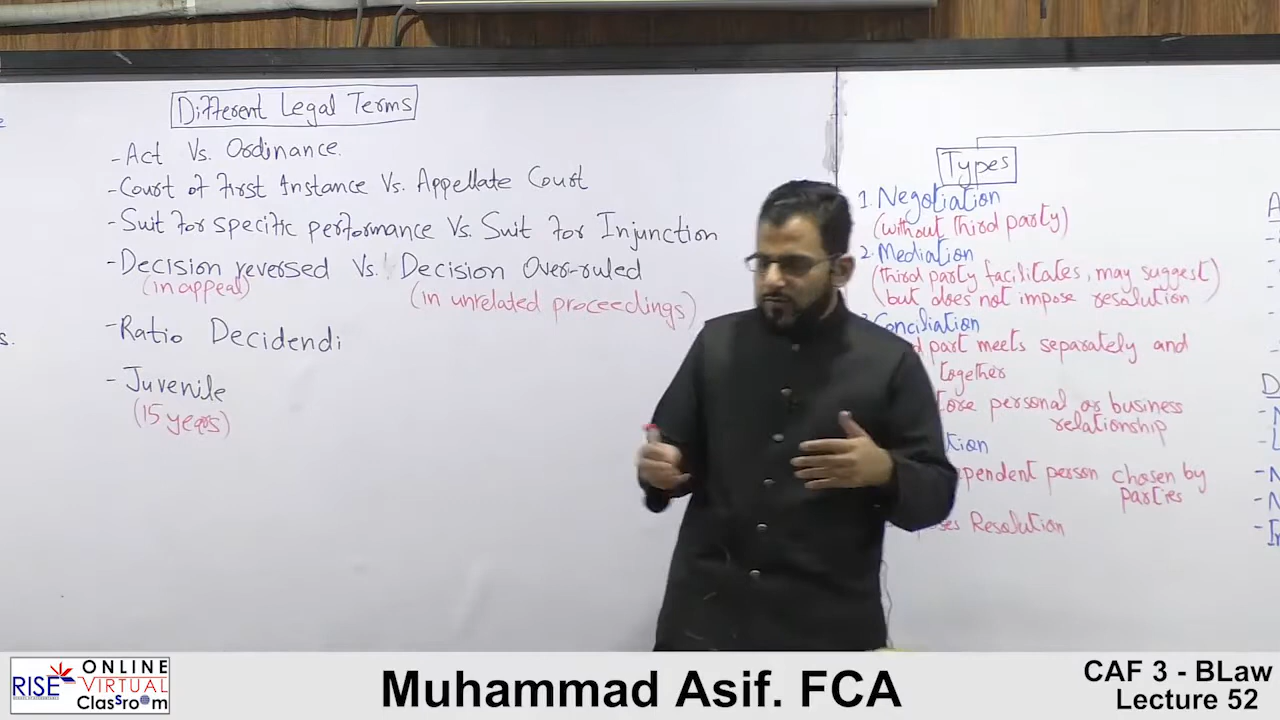 Different Legal Terms
- Act Vs. Ordinance.
- Court of First Instance Vs. Appellate Court
- Suit for specific performance Vs. Suit for Injunction
- Decision reversed Vs. Decision Over-ruled
(in appeal) (in unrelated proceedings)
- Ratio Decidendi
- Juvenile
(15 years)
Types
1. Negotiation
(without third party)
2. Mediation
(third party facilitates, may suggest)
but does not impose resolution
Conciliation
part meets separately and
together
personal or business
relationship
person chosen by
parties
Resolution
RISE ONLINE
VIRTUAL
Classroom
Muhammad Asif. FCA
CAF 3 - BLaw
Lecture 52